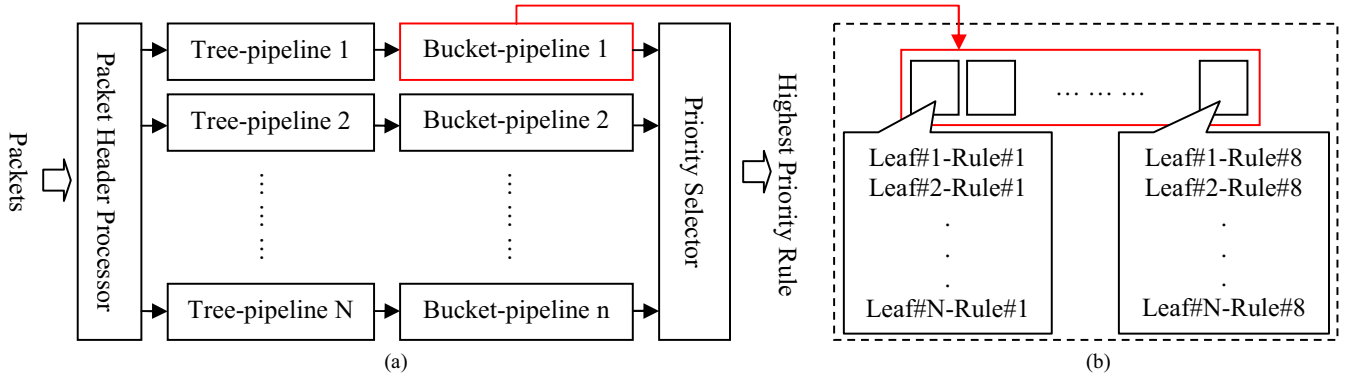 Packets
Packet Header Processor
Tree-pipeline 1
Bucket-pipeline 1
Tree-pipeline 2
Bucket-pipeline 2
......
......
Tree-pipeline N
Bucket-pipeline n
Priority Selector
Highest Priority Rule
(a)
... ... ...
Leaf#1-Rule#1
Leaf#2-Rule#1
.
.
.
Leaf#N-Rule#1
Leaf#1-Rule#8
Leaf#2-Rule#8
.
.
.
Leaf#N-Rule#8
(b)